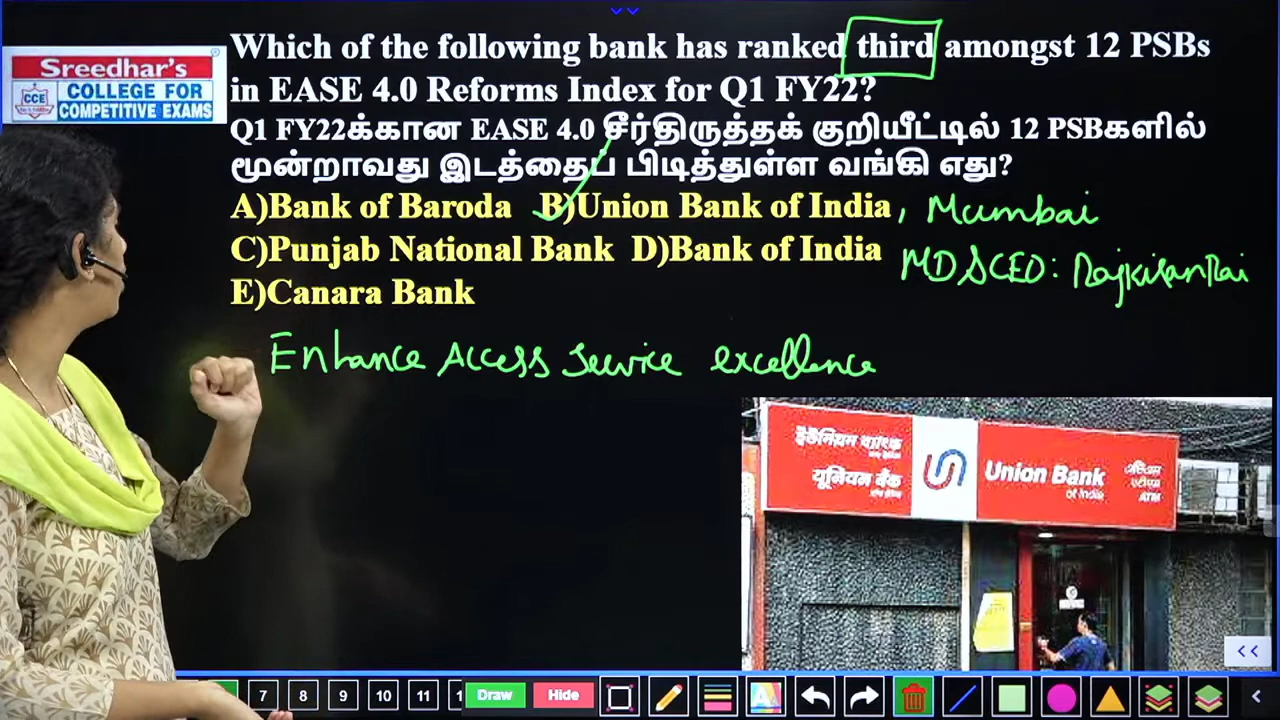 Which of the following bank has ranked third amongst 12 PSBs
in EASE 4.0 Reforms Index for Q1 FY22?
Q1 FY22க்கான EASE 4.0 சீர்திருத்தக் குறியீட்டில் 12 PSBகளில்
மூன்றாவது இடத்தைப் பிடித்துள்ள வங்கி எது?
A)Bank of Baroda B)Union Bank of India, Mumbai
C)Punjab National Bank D)Bank of India MD & CEO: Rajkiran Rai
E)Canara Bank
Enhance Access Service excellence
Sreedhar's
CCE
COLLEGE FOR
COMPETITIVE EXAMS
यूनियन बैंक
Union Bank
of India
ATM
7 8 9 10 11 1 Draw Hide